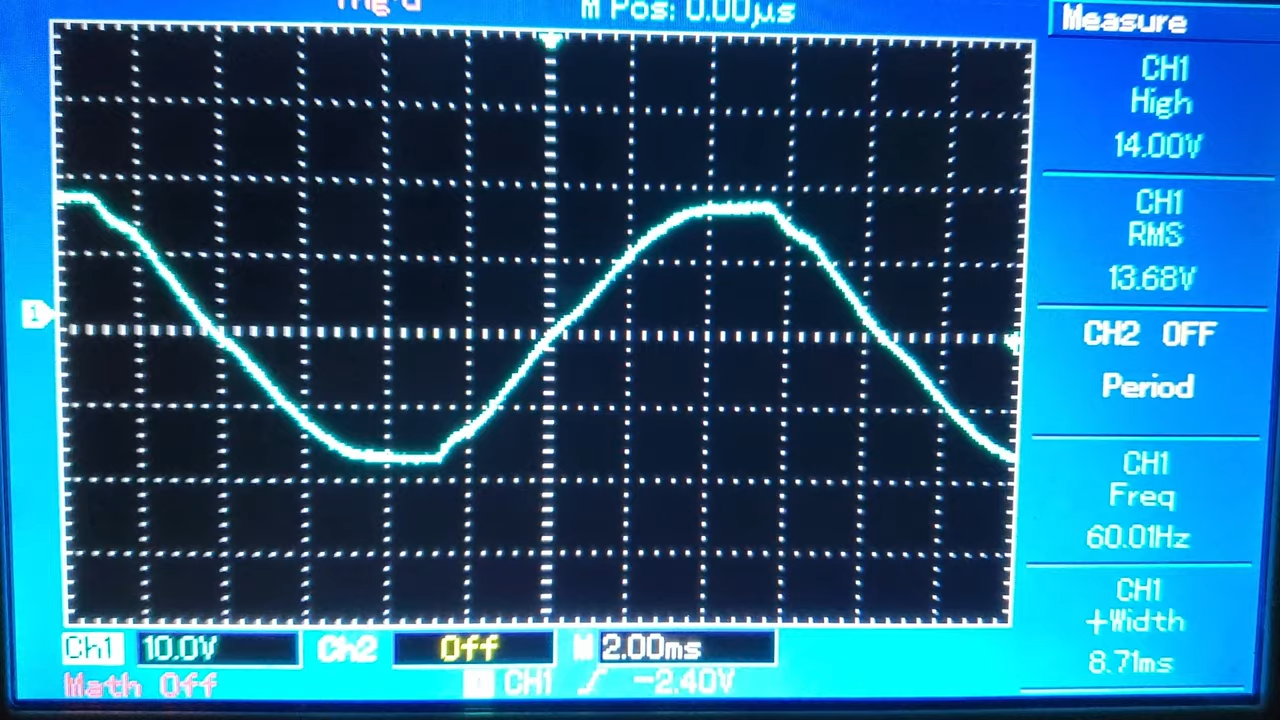 Trig'd M Pos: 0.00µs
Measure
CH1
High
14.00V
CH1
RMS
13.68V
CH2 OFF
Period
CH1
Freq
60.01Hz
CH1
+Width
8.71ms
1
Ch1 10.0V Ch2 Off M 2.00ms
Math Off CH1 -2.40V